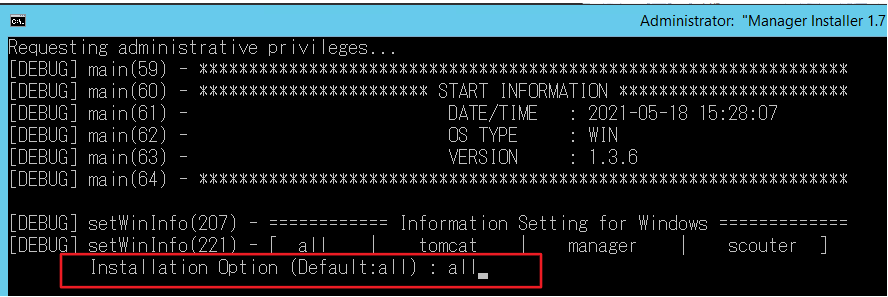 Administrator: "Manager Installer 1.7
Requesting administrative privileges...
[DEBUG] main(59) - *****************************************************************
[DEBUG] main(60) - *********************** START INFORMATION ***********************
[DEBUG] main(61) - DATE/TIME : 2021-05-18 15:28:07
[DEBUG] main(62) - OS TYPE : WIN
[DEBUG] main(63) - VERSION : 1.3.6
[DEBUG] main(64) - *****************************************************************
[DEBUG] setWinInfo(207) - ============ Information Setting for Windows =============
[DEBUG] setWinInfo(221) - [ all | tomcat | manager | scouter ]
Installation Option (Default:all) : all_